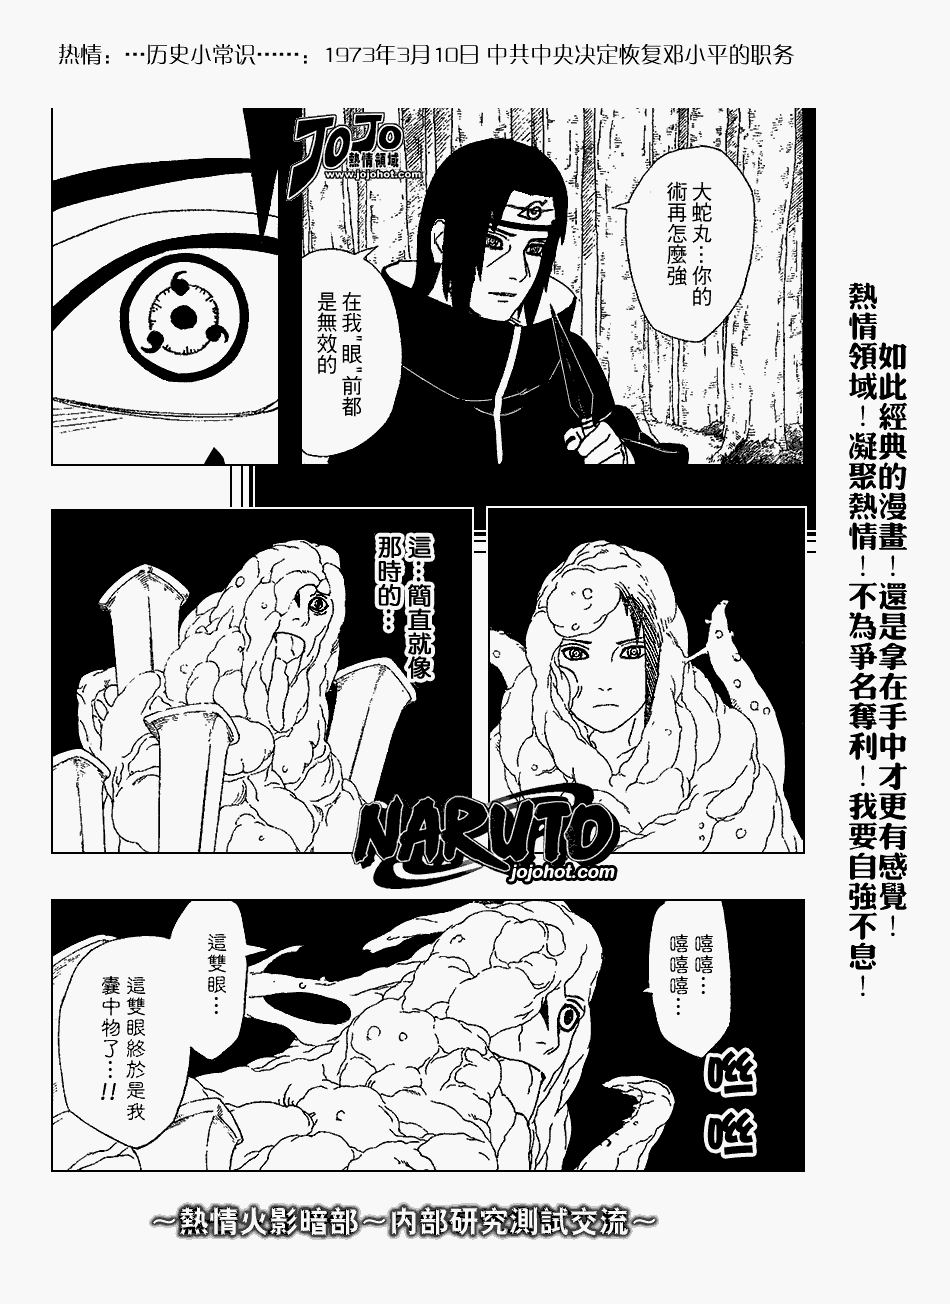 热情：…历史小常识……：1973年3月10日 中共中央决定恢复邓小平的职务
JOJO
熱情領域
www.jojohot.com
大蛇丸…你的
術再怎麼強
在我"眼"前都
是無效的
這…簡直就像
那時的…
NARUTO
jojohot.com
嘻嘻…
嘻嘻嘻…
這雙眼…
這雙眼終於是我
囊中物了…!!
如此經典的漫畫！還是拿在手中才更有感覺！
熱情領域！凝聚熱情！不為爭名奪利！我要自強不息！
～熱情火影暗部～內部研究測試交流～